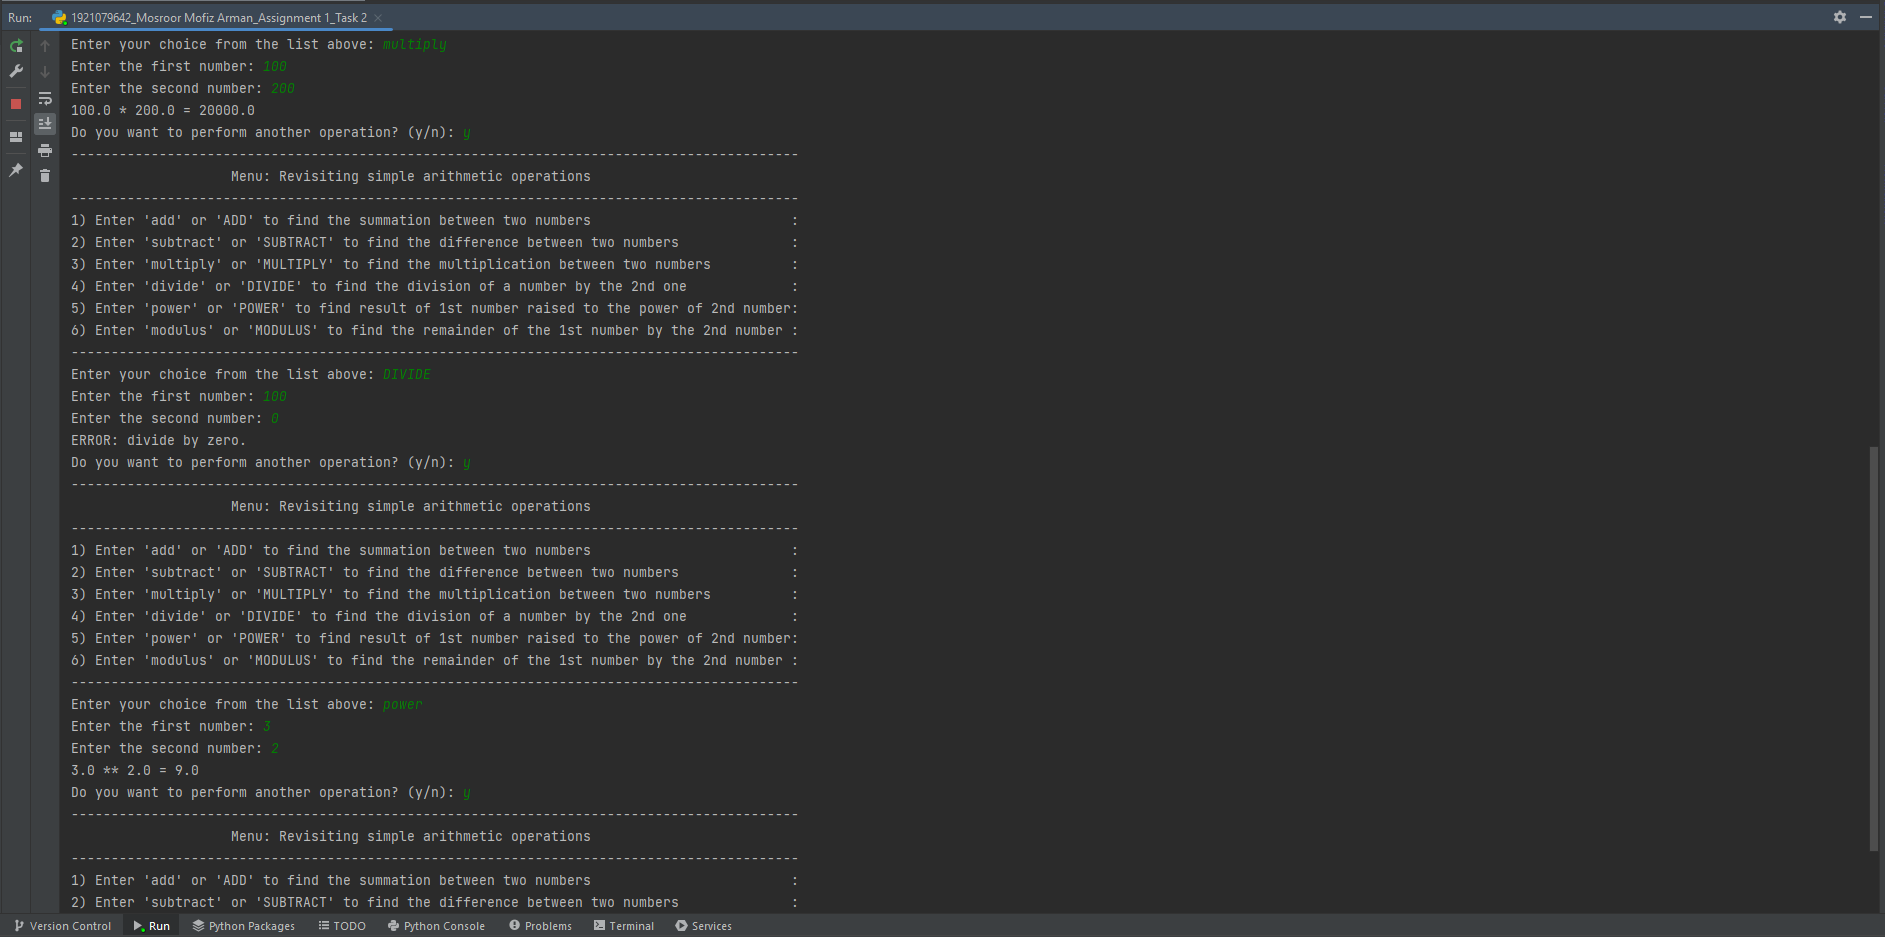 Run: 1921079642_Mosroor Mofiz Arman_Assignment 1_Task 2
Enter your choice from the list above: multiply
Enter the first number: 100
Enter the second number: 200
100.0 * 200.0 = 20000.0
Do you want to perform another operation? (y/n): y
-------------------------------------------------------------------------------------------
                    Menu: Revisiting simple arithmetic operations
-------------------------------------------------------------------------------------------
1) Enter 'add' or 'ADD' to find the summation between two numbers                         :
2) Enter 'subtract' or 'SUBTRACT' to find the difference between two numbers              :
3) Enter 'multiply' or 'MULTIPLY' to find the multiplication between two numbers          :
4) Enter 'divide' or 'DIVIDE' to find the division of a number by the 2nd one             :
5) Enter 'power' or 'POWER' to find result of 1st number raised to the power of 2nd number:
6) Enter 'modulus' or 'MODULUS' to find the remainder of the 1st number by the 2nd number :
-------------------------------------------------------------------------------------------
Enter your choice from the list above: DIVIDE
Enter the first number: 100
Enter the second number: 0
ERROR: divide by zero.
Do you want to perform another operation? (y/n): y
-------------------------------------------------------------------------------------------
                    Menu: Revisiting simple arithmetic operations
-------------------------------------------------------------------------------------------
1) Enter 'add' or 'ADD' to find the summation between two numbers                         :
2) Enter 'subtract' or 'SUBTRACT' to find the difference between two numbers              :
3) Enter 'multiply' or 'MULTIPLY' to find the multiplication between two numbers          :
4) Enter 'divide' or 'DIVIDE' to find the division of a number by the 2nd one             :
5) Enter 'power' or 'POWER' to find result of 1st number raised to the power of 2nd number:
6) Enter 'modulus' or 'MODULUS' to find the remainder of the 1st number by the 2nd number :
-------------------------------------------------------------------------------------------
Enter your choice from the list above: power
Enter the first number: 3
Enter the second number: 2
3.0 ** 2.0 = 9.0
Do you want to perform another operation? (y/n): y
-------------------------------------------------------------------------------------------
                    Menu: Revisiting simple arithmetic operations
-------------------------------------------------------------------------------------------
1) Enter 'add' or 'ADD' to find the summation between two numbers                         :
2) Enter 'subtract' or 'SUBTRACT' to find the difference between two numbers              :
Version Control Run Python Packages TODO Python Console Problems Terminal Services